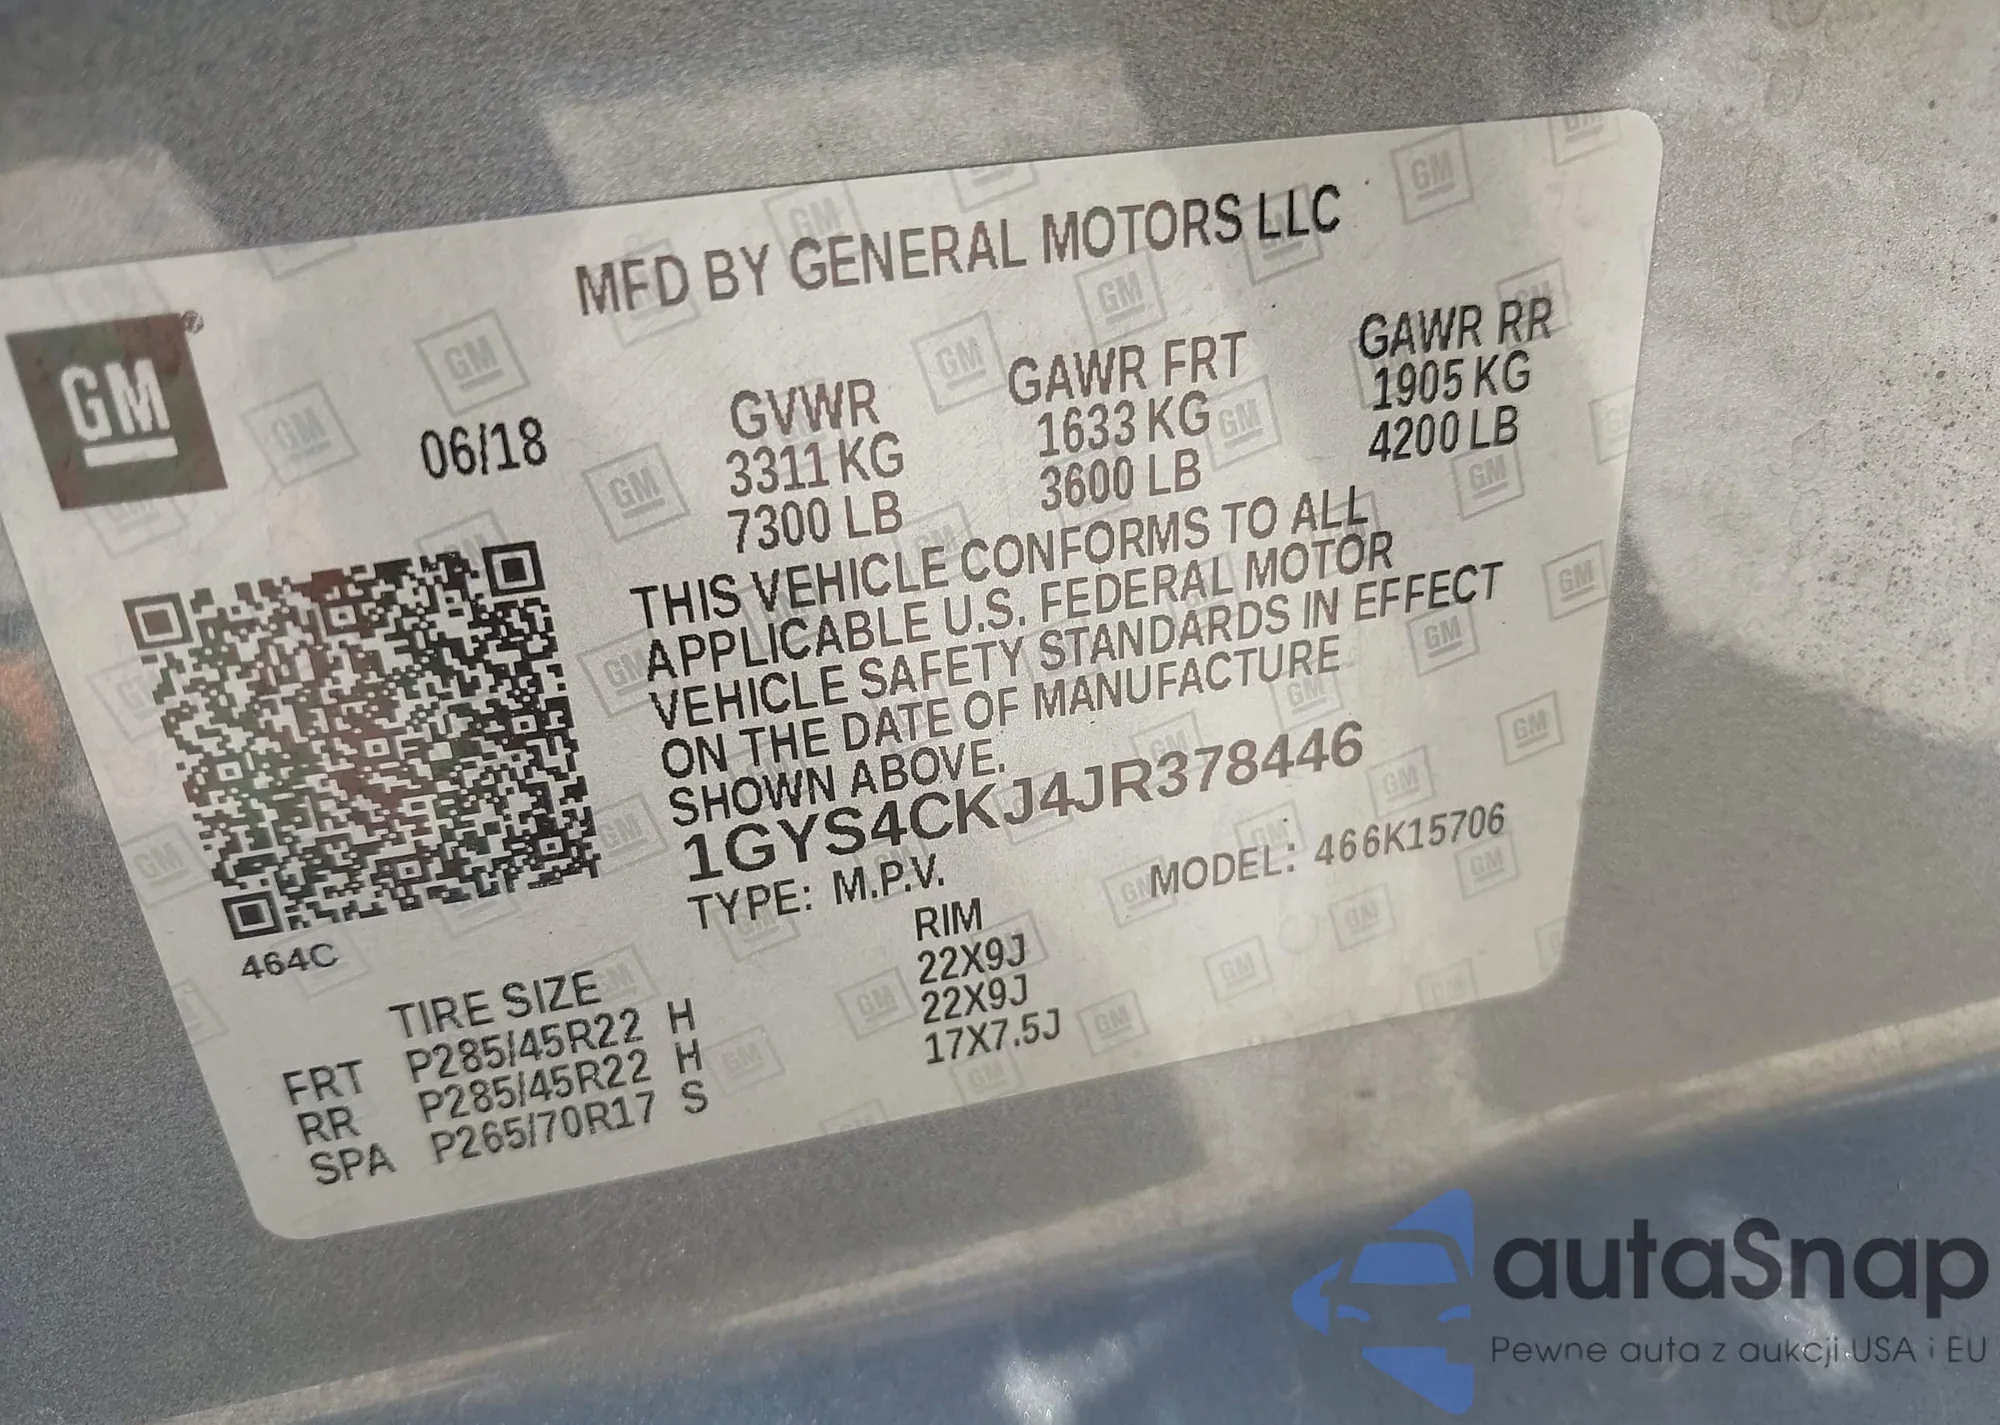 MFD BY GENERAL MOTORS LLC
GM
06/18
GVWR
3311 KG
7300 LB
GAWR FRT
1633 KG
3600 LB
GAWR RR
1905 KG
4200 LB
THIS VEHICLE CONFORMS TO ALL
APPLICABLE U.S. FEDERAL MOTOR
VEHICLE SAFETY STANDARDS IN EFFECT
ON THE DATE OF MANUFACTURE
SHOWN ABOVE.
1GYS4CKJ4JR378446
TYPE: M.P.V.
MODEL: 466K15706
464C
TIRE SIZE RIM
FRT P285/45R22 H 22X9J
RR P285/45R22 H 22X9J
SPA P265/70R17 S 17X7.5J
autaSnap
Pewne auta z aukcji USA i EU